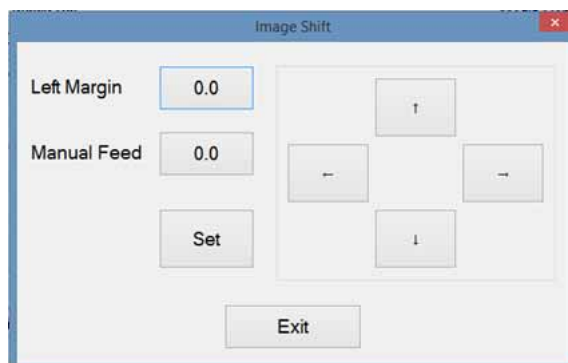 Image Shift
×
Left Margin 0.0
↑
Manual Feed 0.0
← →
Set ↓
Exit